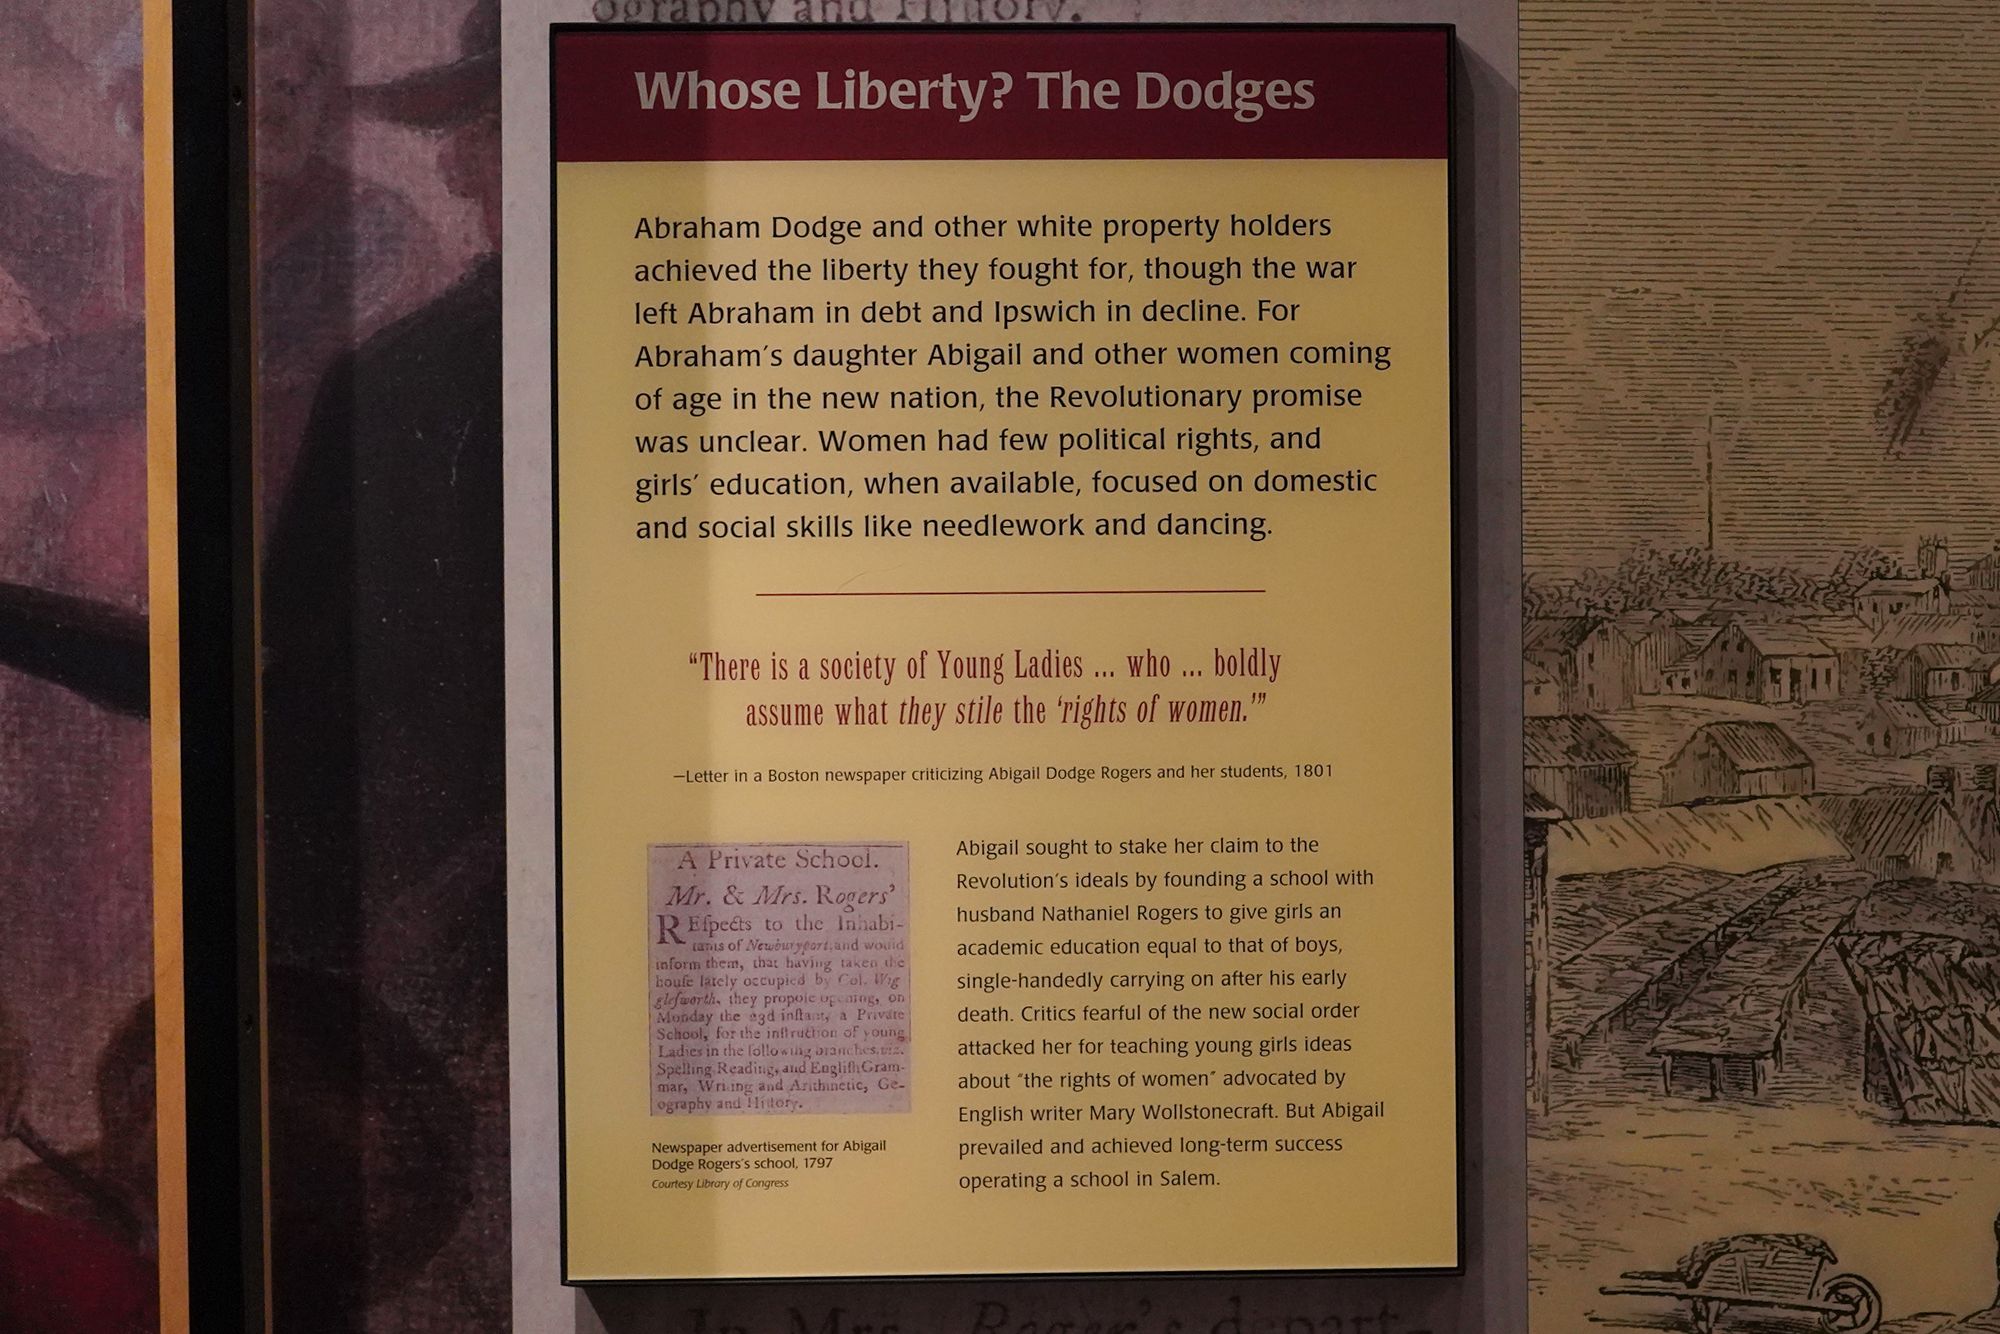 ography and History.
Whose Liberty? The Dodges
Abraham Dodge and other white property holders
achieved the liberty they fought for, though the war
left Abraham in debt and Ipswich in decline. For
Abraham's daughter Abigail and other women coming
of age in the new nation, the Revolutionary promise
was unclear. Women had few political rights, and
girls' education, when available, focused on domestic
and social skills like needlework and dancing.
“There is a society of Young Ladies ... who ... boldly
assume what they stile the ‘rights of women.’”
—Letter in a Boston newspaper criticizing Abigail Dodge Rogers and her students, 1801
A Private School.
Mr. & Mrs. Rogers'
REſpects to the Inhabi-
tants of Newburyport, and would
inform them, that having taken the
houſe lately occupied by Col. Wig
gleſworth, they propoſe opening, on
Monday the 23d inſtant, a Private
School, for the inſtruction of young
Ladies in the following branches, viz.
Spelling, Reading, and Engliſh Gram-
mar, Writing and Arithmetic, Ge-
ography and Hiſtory.
Newspaper advertisement for Abigail
Dodge Rogers's school, 1797
Courtesy Library of Congress
Abigail sought to stake her claim to the
Revolution's ideals by founding a school with
husband Nathaniel Rogers to give girls an
academic education equal to that of boys,
single-handedly carrying on after his early
death. Critics fearful of the new social order
attacked her for teaching young girls ideas
about "the rights of women" advocated by
English writer Mary Wollstonecraft. But Abigail
prevailed and achieved long-term success
operating a school in Salem.
In Mrs. Roger's depart-